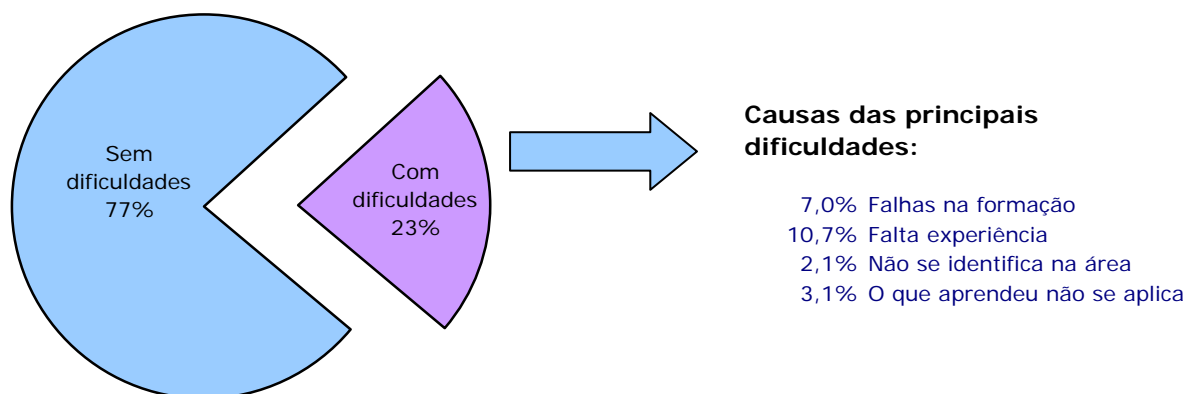 Sem
dificuldades
77%
Com
dificuldades
23%
Causas das principais
dificuldades:
7,0% Falhas na formação
10,7% Falta experiência
2,1% Não se identifica na área
3,1% O que aprendeu não se aplica